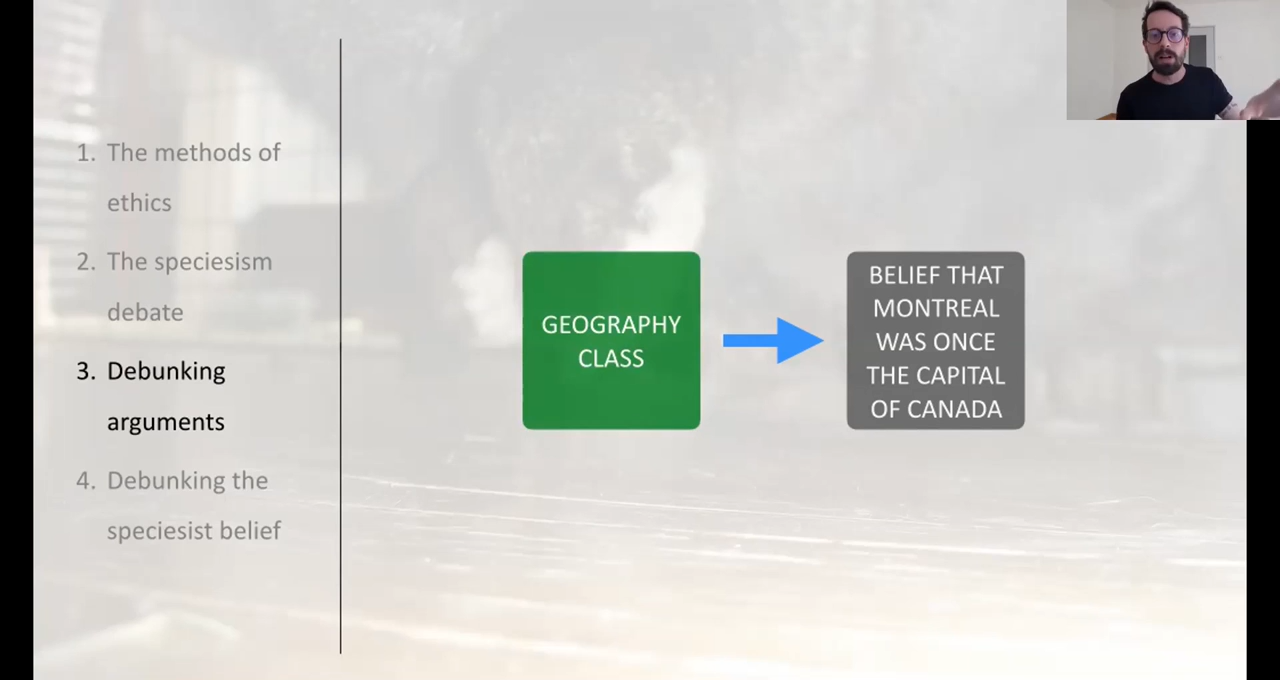 1. The methods of
ethics
2. The speciesism
debate
3. Debunking
arguments
4. Debunking the
speciesist belief
GEOGRAPHY
CLASS
BELIEF THAT
MONTREAL
WAS ONCE
THE CAPITAL
OF CANADA